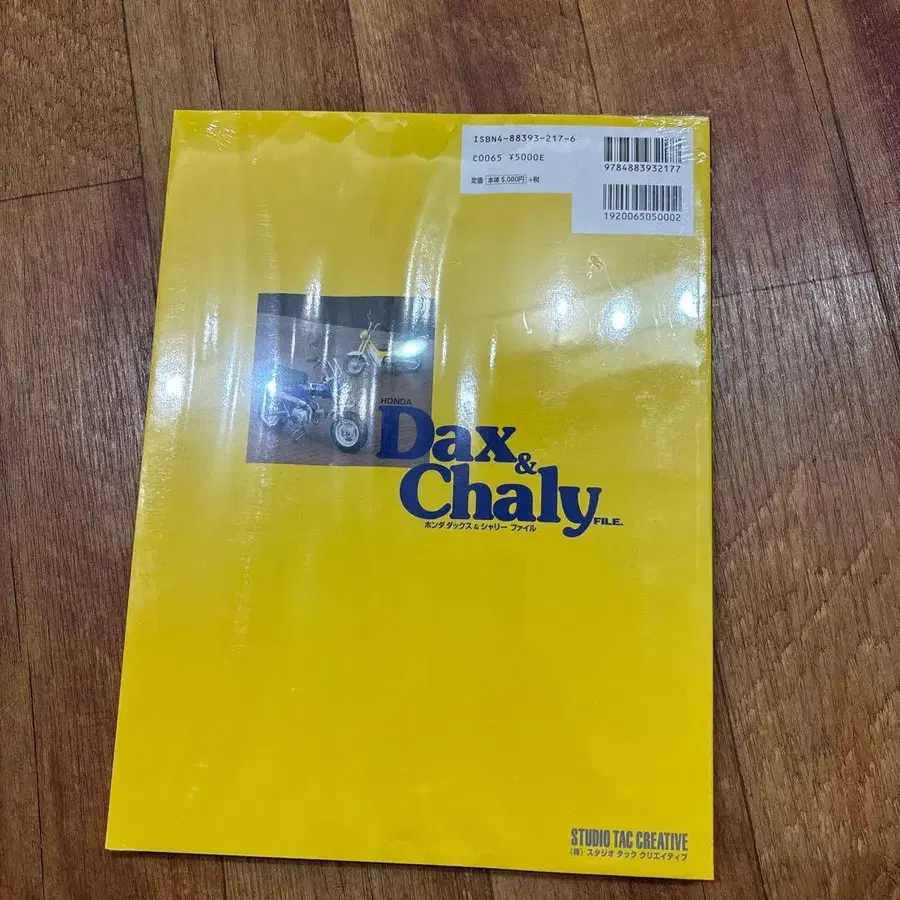 ISBN4-88393-217-6
C0065 ¥5000E
定価 本体 5,000円 +税
9784883932177
1920065050002
HONDA
Dax &
Chaly FILE.
ホンダ ダックス & シャリー ファイル
STUDIO TAC CREATIVE
(株) スタジオ タック クリエイティブ